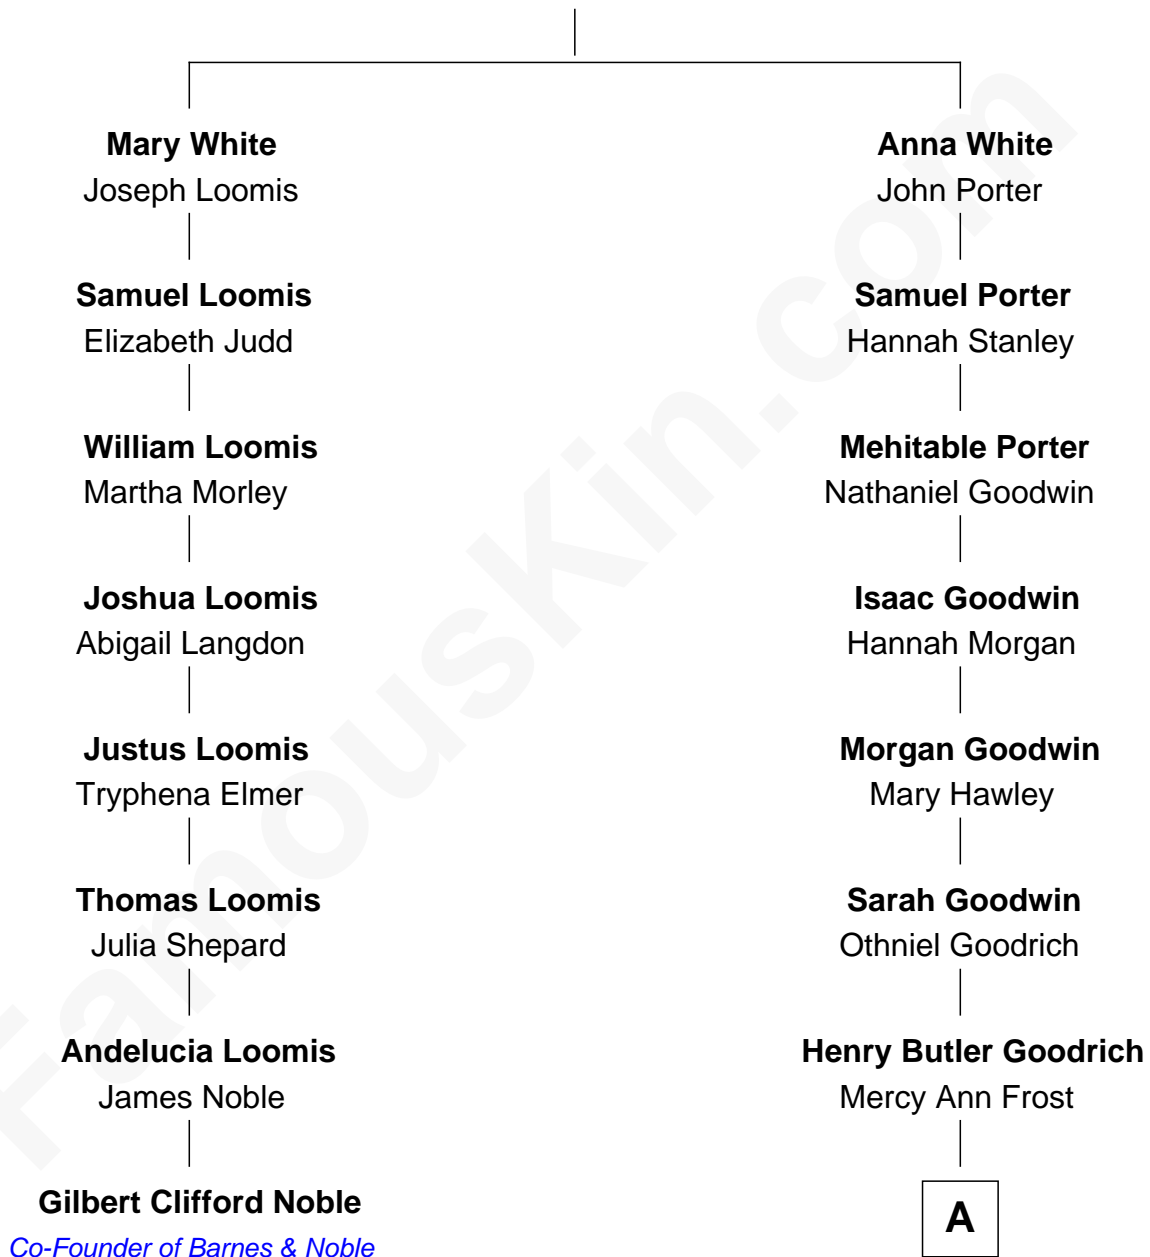 Mary White
Joseph Loomis
Samuel Loomis
Elizabeth Judd
William Loomis
Martha Morley
Joshua Loomis
Abigail Langdon
Justus Loomis
Tryphena Elmer
Thomas Loomis
Julia Shepard
Andelucia Loomis
James Noble
Gilbert Clifford Noble
Co-Founder of Barnes & Noble
Anna White
John Porter
Samuel Porter
Hannah Stanley
Mehitable Porter
Nathaniel Goodwin
Isaac Goodwin
Hannah Morgan
Morgan Goodwin
Mary Hawley
Sarah Goodwin
Othniel Goodrich
Henry Butler Goodrich
Mercy Ann Frost
A
FamousKin.com